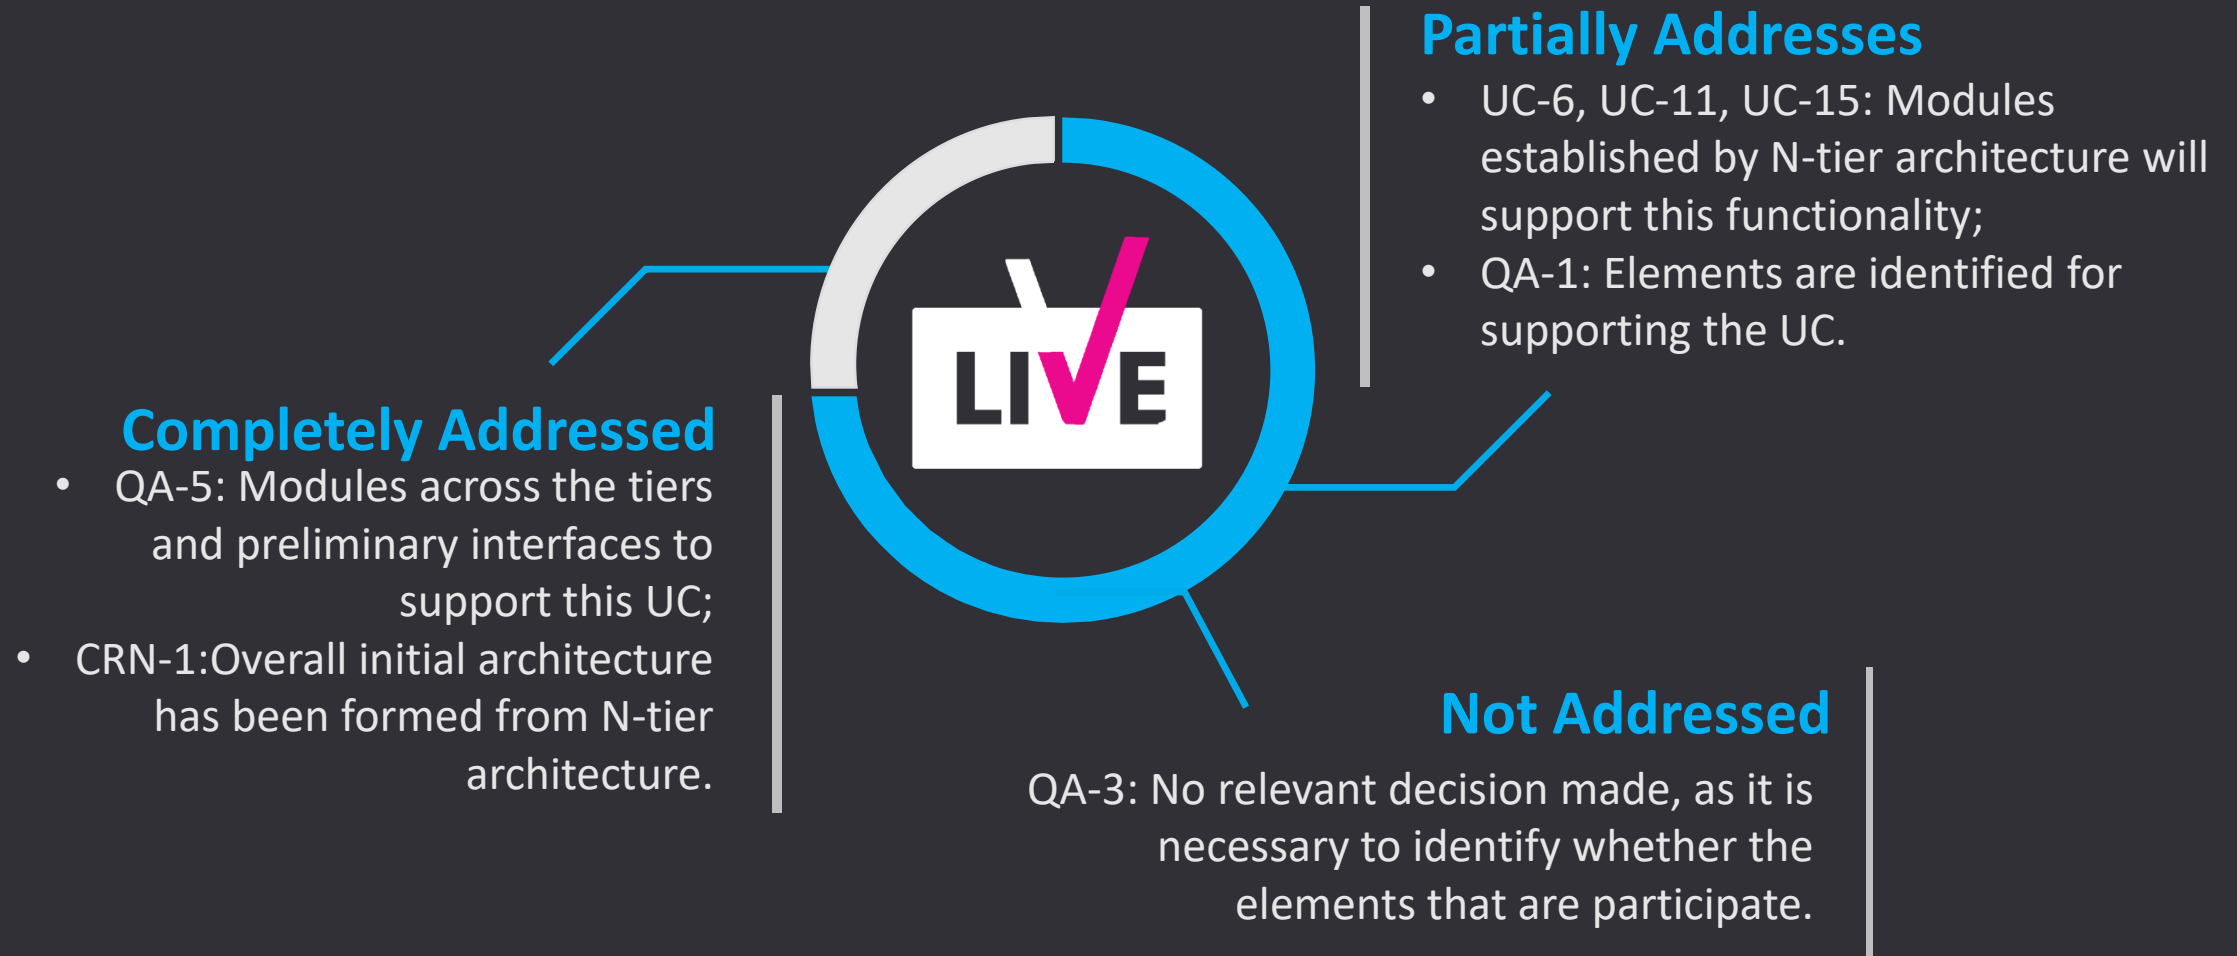 Partially Addresses
• UC-6, UC-11, UC-15: Modules
established by N-tier architecture will
support this functionality;
• QA-1: Elements are identified for
supporting the UC.
LIVE
Completely Addressed
• QA-5: Modules across the tiers
and preliminary interfaces to
support this UC;
• CRN-1:Overall initial architecture
has been formed from N-tier
architecture.
Not Addressed
QA-3: No relevant decision made, as it is
necessary to identify whether the
elements that are participate.